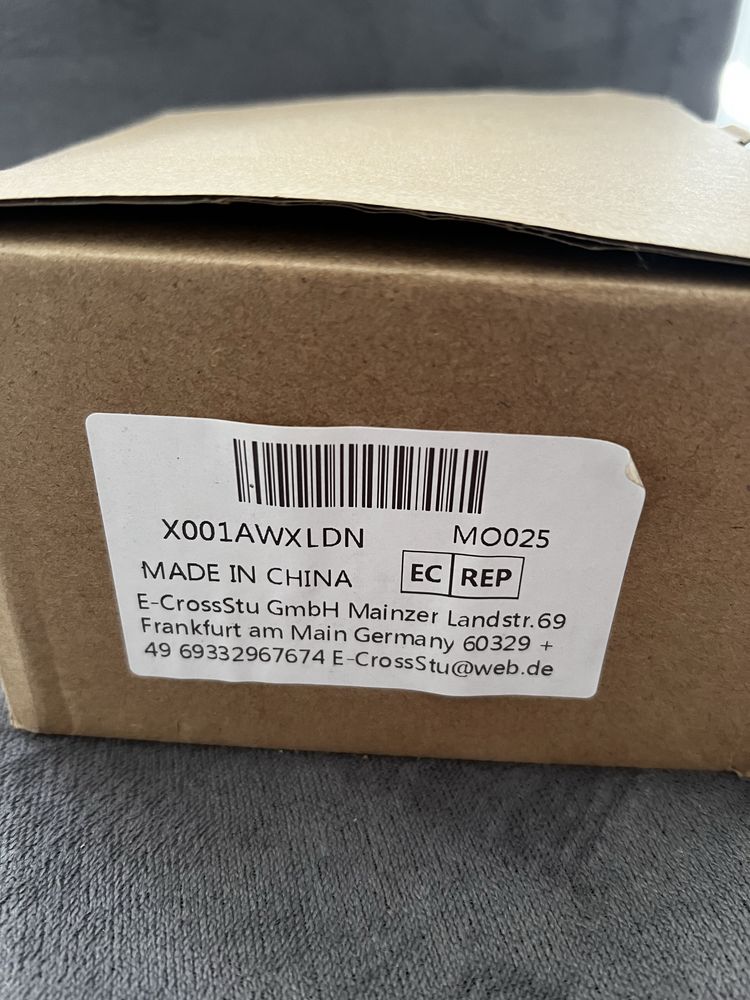 X001AWXLDN MO025
MADE IN CHINA EC REP
E-CrossStu GmbH Mainzer Landstr.69
Frankfurt am Main Germany 60329 +
49 69332967674 E-CrossStu@web.de